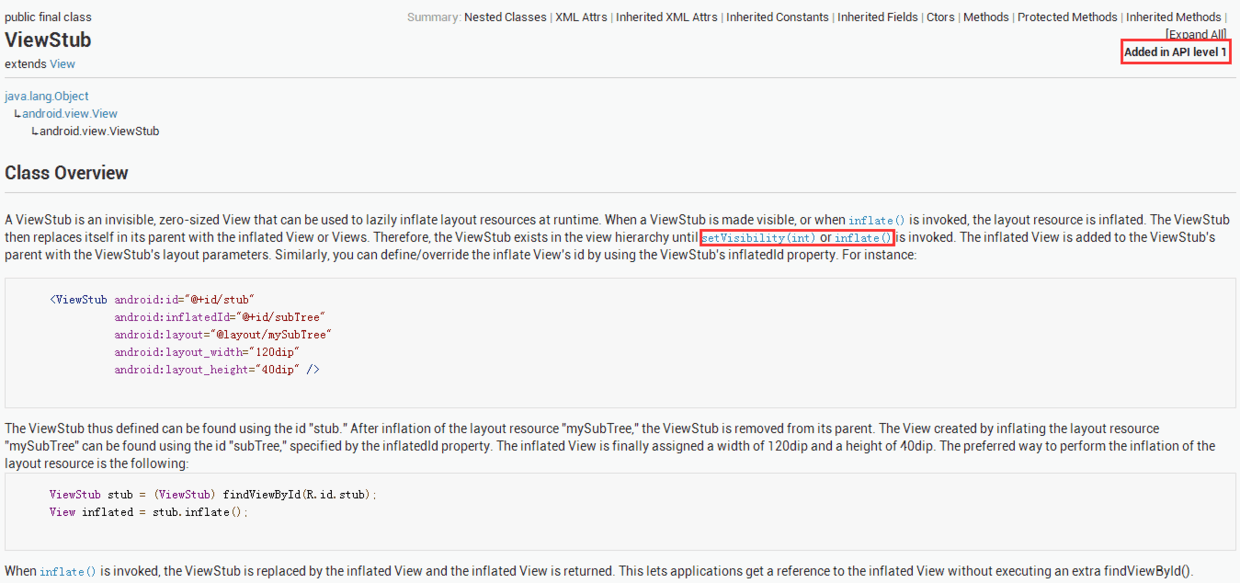 public final class
Summary: Nested Classes | XML Attrs | Inherited XML Attrs | Inherited Constants | Inherited Fields | Ctors | Methods | Protected Methods | Inherited Methods |
[Expand All]
ViewStub
Added in API level 1
extends View
java.lang.Object
↳android.view.View
↳android.view.ViewStub
Class Overview
A ViewStub is an invisible, zero-sized View that can be used to lazily inflate layout resources at runtime. When a ViewStub is made visible, or when inflate() is invoked, the layout resource is inflated. The ViewStub
then replaces itself in its parent with the inflated View or Views. Therefore, the ViewStub exists in the view hierarchy until setVisibility(int) or inflate() is invoked. The inflated View is added to the ViewStub's
parent with the ViewStub's layout parameters. Similarly, you can define/override the inflate View's id by using the ViewStub's inflatedId property. For instance:
<ViewStub android:id="@+id/stub"
android:inflatedId="@+id/subTree"
android:layout="@layout/mySubTree"
android:layout_width="120dip"
android:layout_height="40dip" />
The ViewStub thus defined can be found using the id "stub." After inflation of the layout resource "mySubTree," the ViewStub is removed from its parent. The View created by inflating the layout resource
"mySubTree" can be found using the id "subTree," specified by the inflatedId property. The inflated View is finally assigned a width of 120dip and a height of 40dip. The preferred way to perform the inflation of the
layout resource is the following:
ViewStub stub = (ViewStub) findViewById(R.id.stub);
View inflated = stub.inflate();
When inflate() is invoked, the ViewStub is replaced by the inflated View and the inflated View is returned. This lets applications get a reference to the inflated View without executing an extra findViewById().